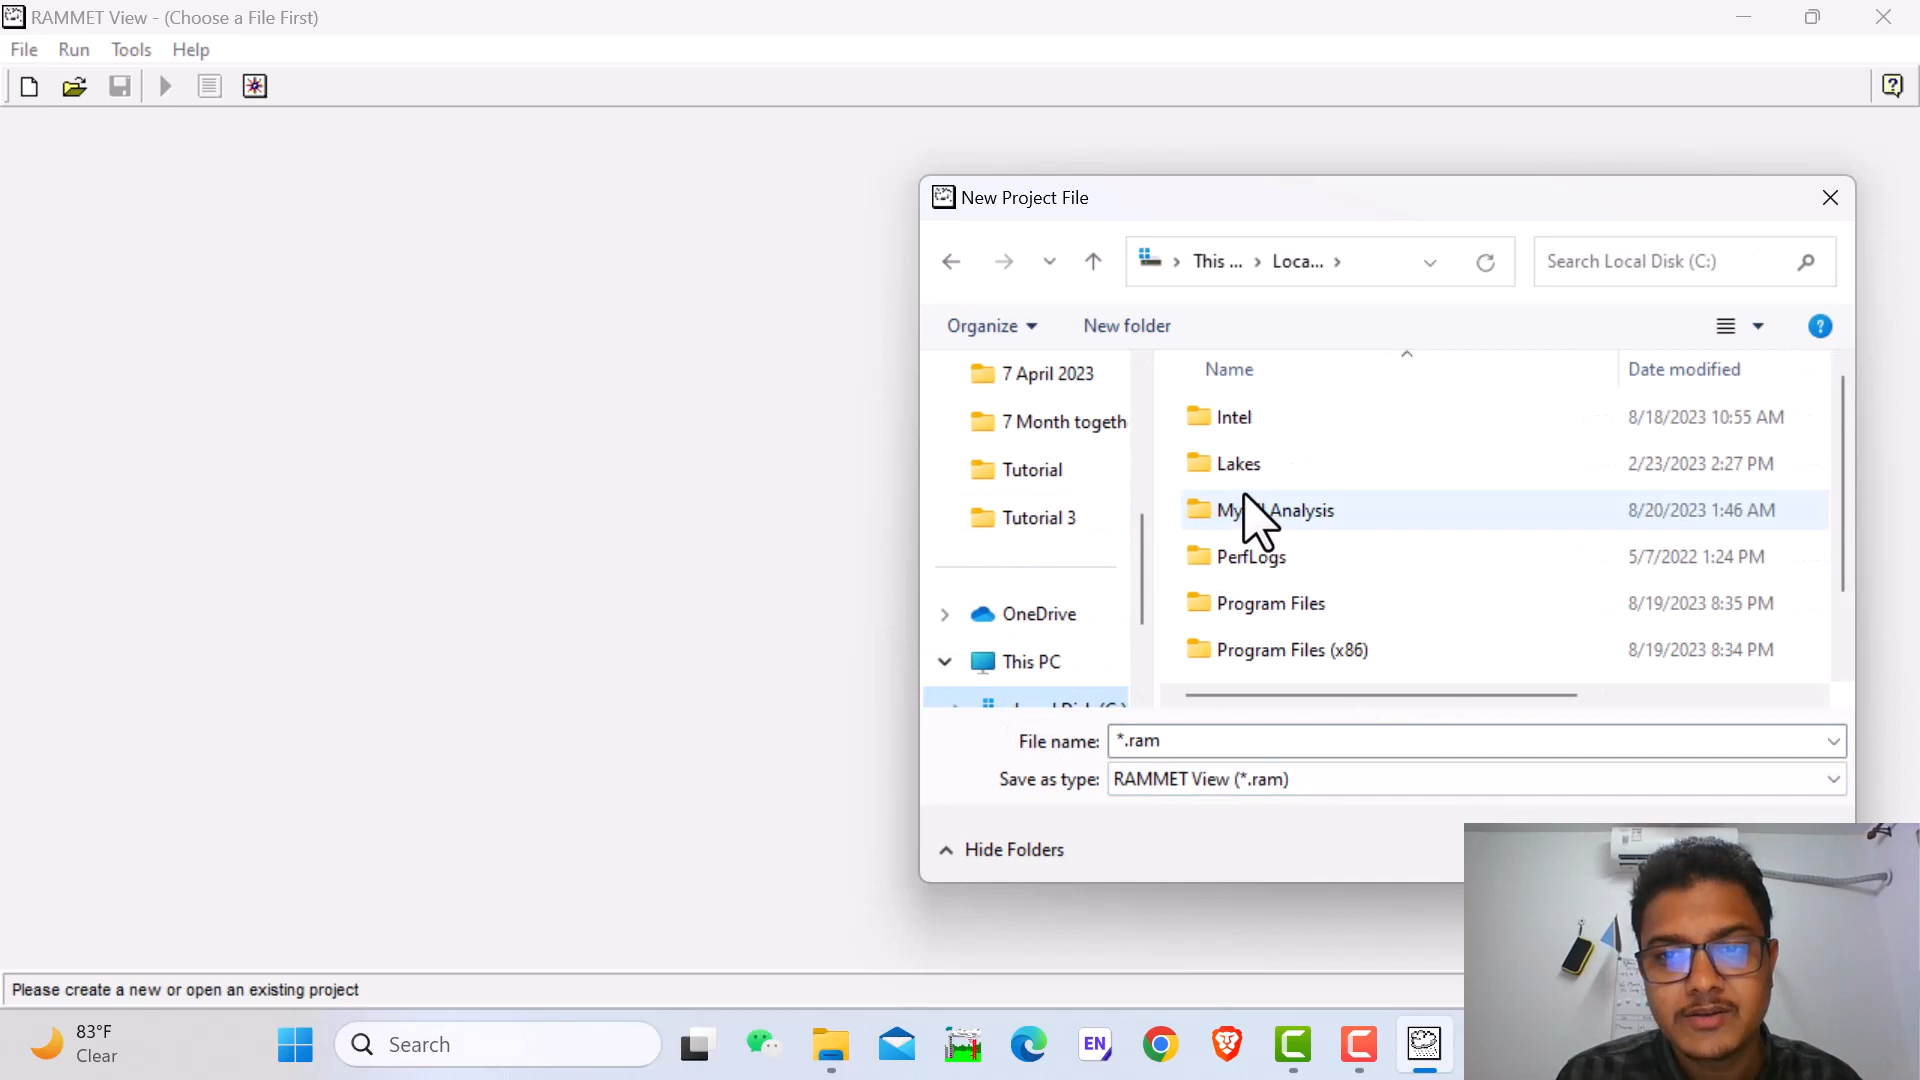 RAMMET View - (Choose a File First)
File Run Tools Help
New Project File
This ... Loca...
Search Local Disk (C:)
Organize New folder
Name Date modified
7 April 2023
7 Month togeth
Tutorial
Tutorial 3
OneDrive
This PC
Intel 8/18/2023 10:55 AM
Lakes 2/23/2023 2:27 PM
Analysis 8/20/2023 1:46 AM
PerfLogs 5/7/2022 1:24 PM
Program Files 8/19/2023 8:35 PM
Program Files (x86) 8/19/2023 8:34 PM
File name: *.ram
Save as type: RAMMET View (*.ram)
Hide Folders
Please create a new or open an existing project
83°F
Clear
Search
EN